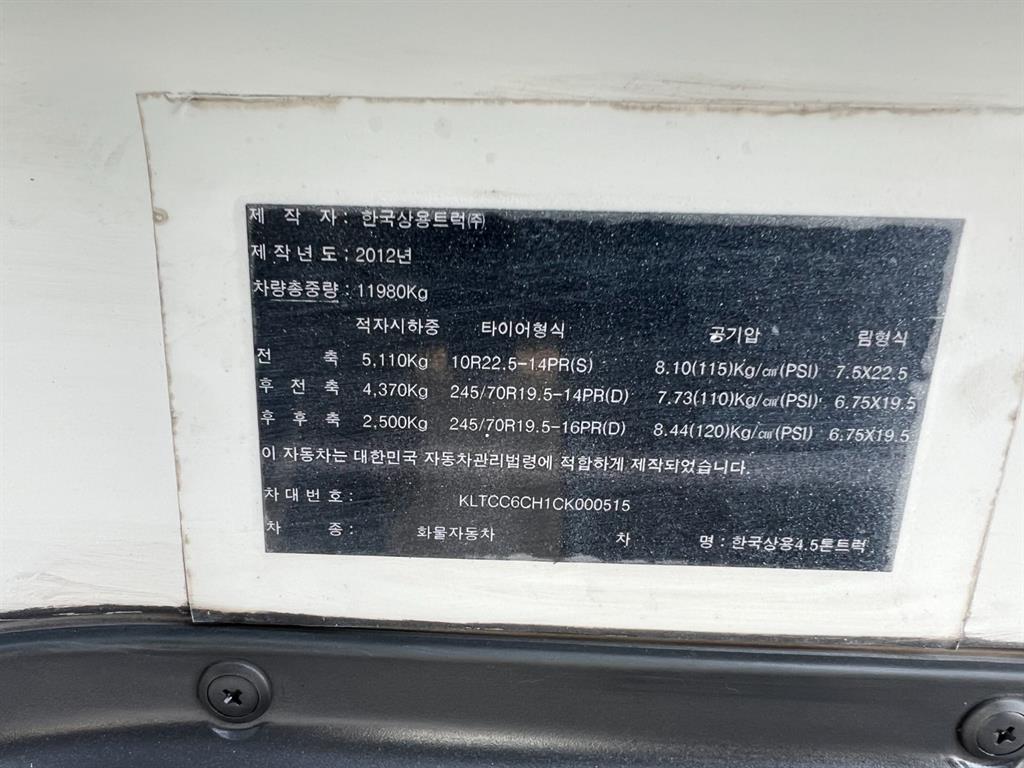 제 작 자 : 한국상용트럭㈜
제 작 년 도 : 2012년
차량총중량 : 11980Kg
적차시하중 타이어형식 공기압 림형식
전 축 5,110Kg 10R22.5-14PR(S) 8.10(115)Kg/㎠(PSI) 7.5X22.5
후 전 축 4,370Kg 245/70R19.5-14PR(D) 7.73(110)Kg/㎠(PSI) 6.75X19.5
후 후 축 2,500Kg 245/70R19.5-16PR(D) 8.44(120)Kg/㎠(PSI) 6.75X19.5
이 자동차는 대한민국 자동차관리법령에 적합하게 제작되었습니다.
차 대 번 호 : KLTCC6CH1CK000515
차 종 : 화물자동차 차 명 : 한국상용4.5톤트럭